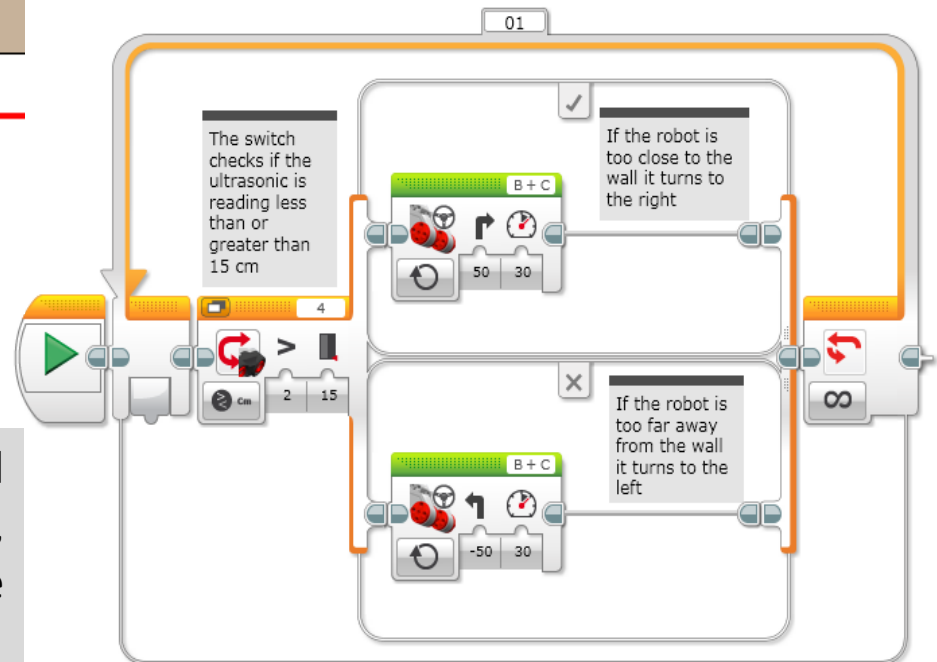 01
The switch
checks if the
ultrasonic is
reading less
than or
greater than
15 cm
If the robot is
too close to the
wall it turns to
the right
B + C
50 30
4
>
Cm 2 15
∞
If the robot is
too far away
from the wall
it turns to the
left
B + C
-50 30